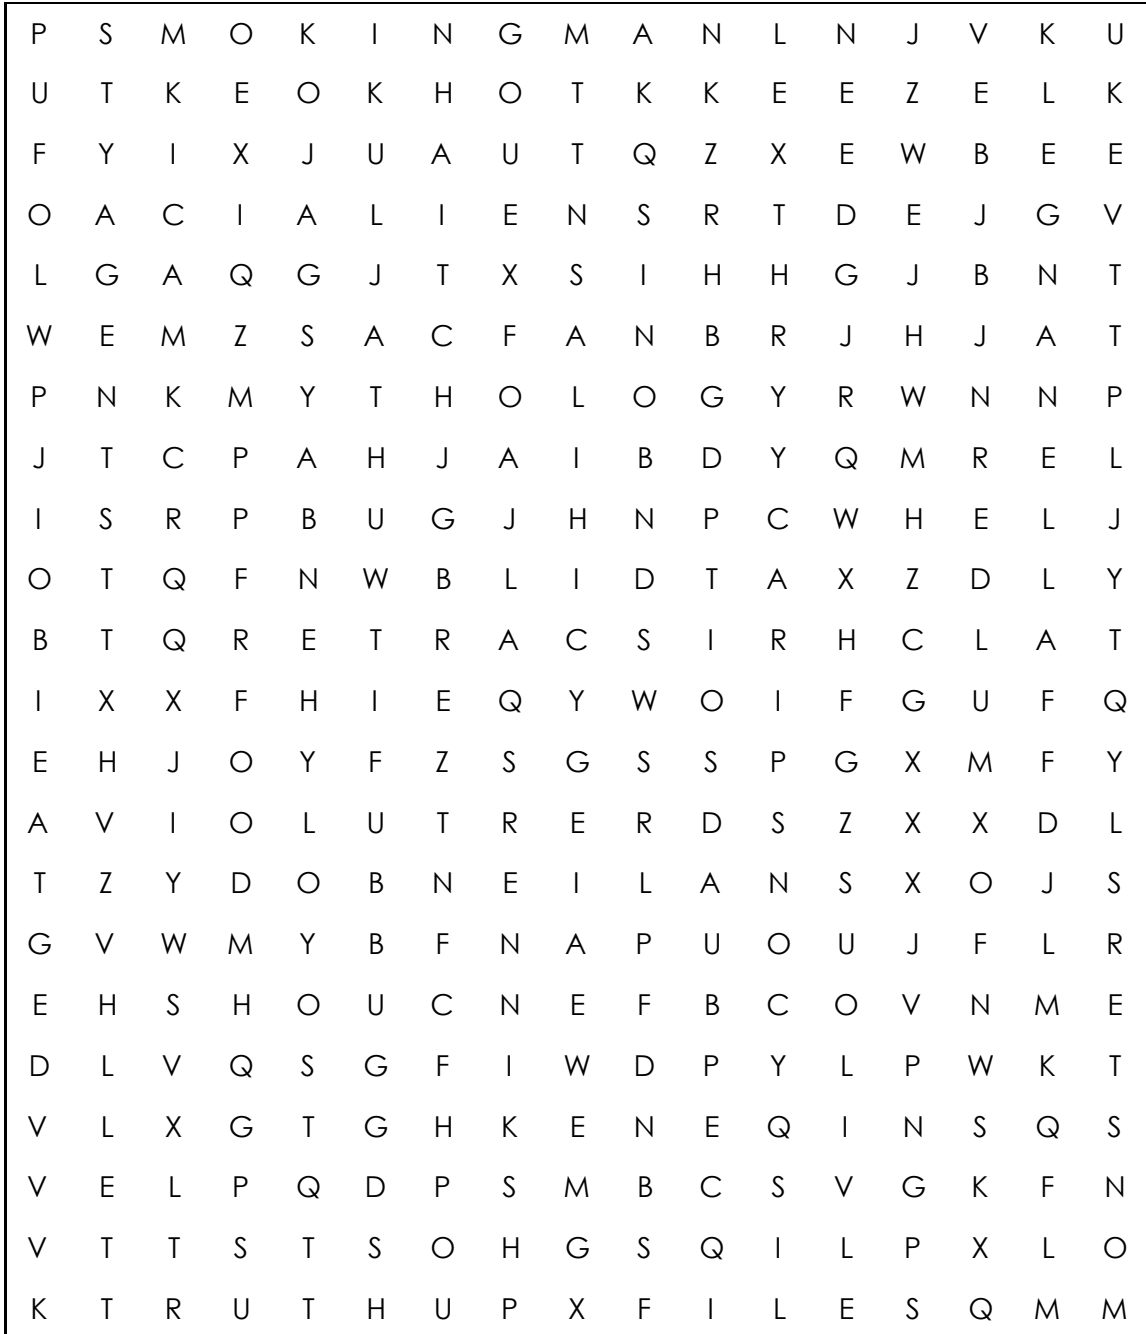 P S M O K I N G M A N L N J V K U
U T K E O K H O T K K E E Z E L K
F Y I X J U A U T Q Z X E W B E E
O A C I A L I E N S R T D E J G V
L G A Q G J T X S I H H G J B N T
W E M Z S A C F A N B R J H J A T
P N K M Y T H O L O G Y R W N N P
J T C P A H J A I B D Y Q M R E L
I S R P B U G J H N P C W H E L J
O T Q F N W B L I D T A X Z D L Y
B T Q R E T R A C S I R H C L A T
I X X F H I E Q Y W O I F G U F Q
E H J O Y F Z S G S S P G X M F Y
A V I O L U T R E R D S Z X X D L
T Z Y D O B N E I L A N S X O J S
G V W M Y B F N A P U O U J F L R
E H S H O U C N E F B C O V N M E
D L V Q S G F I W D P Y L P W K T
V L X G T G H K E N E Q I N S Q S
V E L P Q D P S M B C S V G K F N
V T T S T S O H G S Q I L P X L O
K T R U T H U P X F I L E S Q M M